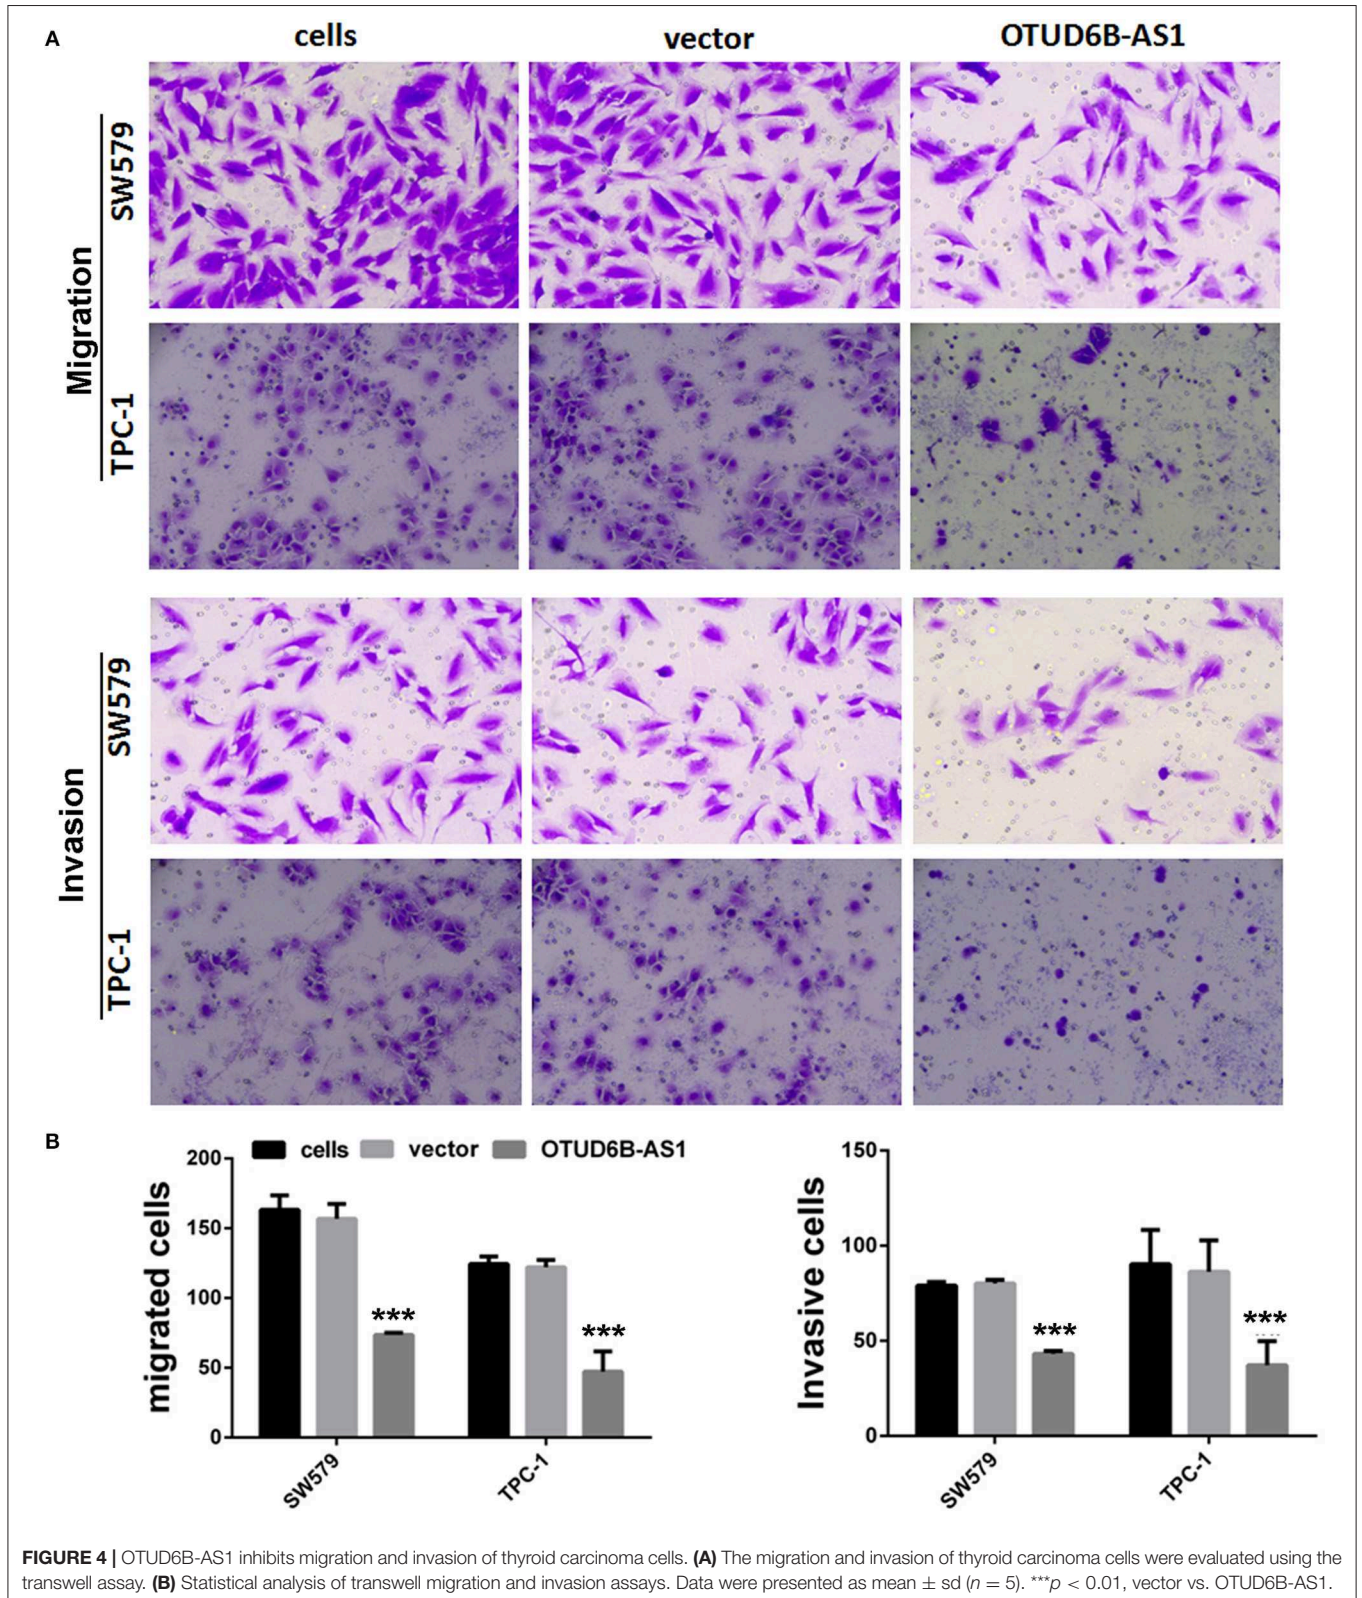 A
cells
vector
OTUD6B-AS1
Migration
SW579
TPC-1
Invasion
SW579
TPC-1
B
cells
vector
OTUD6B-AS1
migrated cells
200
150
100
50
0
***
***
SW579
TPC-1
Invasive cells
150
100
50
0
***
***
SW579
TPC-1
FIGURE 4 | OTUD6B-AS1 inhibits migration and invasion of thyroid carcinoma cells. (A) The migration and invasion of thyroid carcinoma cells were evaluated using the
transwell assay. (B) Statistical analysis of transwell migration and invasion assays. Data were presented as mean ± sd (n = 5). ***p < 0.01, vector vs. OTUD6B-AS1.